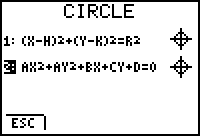 CIRCLE
1: (X-H)²+(Y-K)²=R²
2: AX²+AY²+BX+CY+D=0
ESC